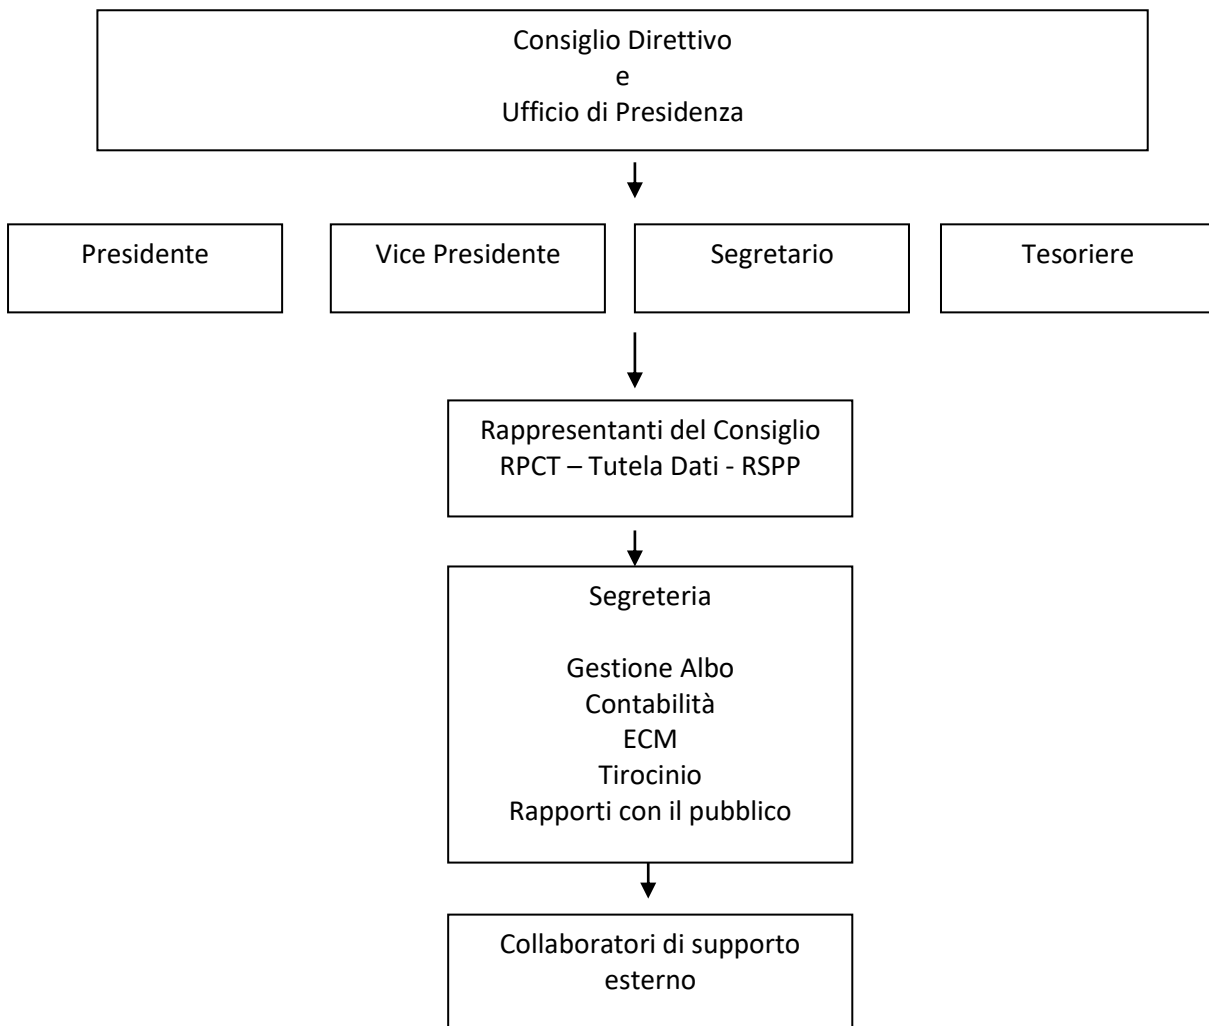 Consiglio Direttivo
e
Ufficio di Presidenza
Presidente
Vice Presidente
Segretario
Tesoriere
Rappresentanti del Consiglio
RPCT – Tutela Dati - RSPP
Segreteria
Gestione Albo
Contabilità
ECM
Tirocinio
Rapporti con il pubblico
Collaboratori di supporto
esterno